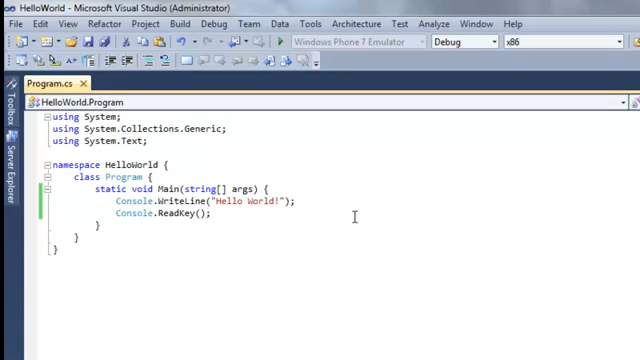 HelloWorld - Microsoft Visual Studio (Administrator)
File Edit View Refactor Project Build Debug Team Data Tools Architecture Test Analyze Window Help
Windows Phone 7 Emulator Debug x86
Program.cs
Toolbox
Server Explorer
HelloWorld.Program
using System;
using System.Collections.Generic;
using System.Text;
namespace HelloWorld {
class Program {
static void Main(string[] args) {
Console.WriteLine("Hello World!");
Console.ReadKey();
}
}
}